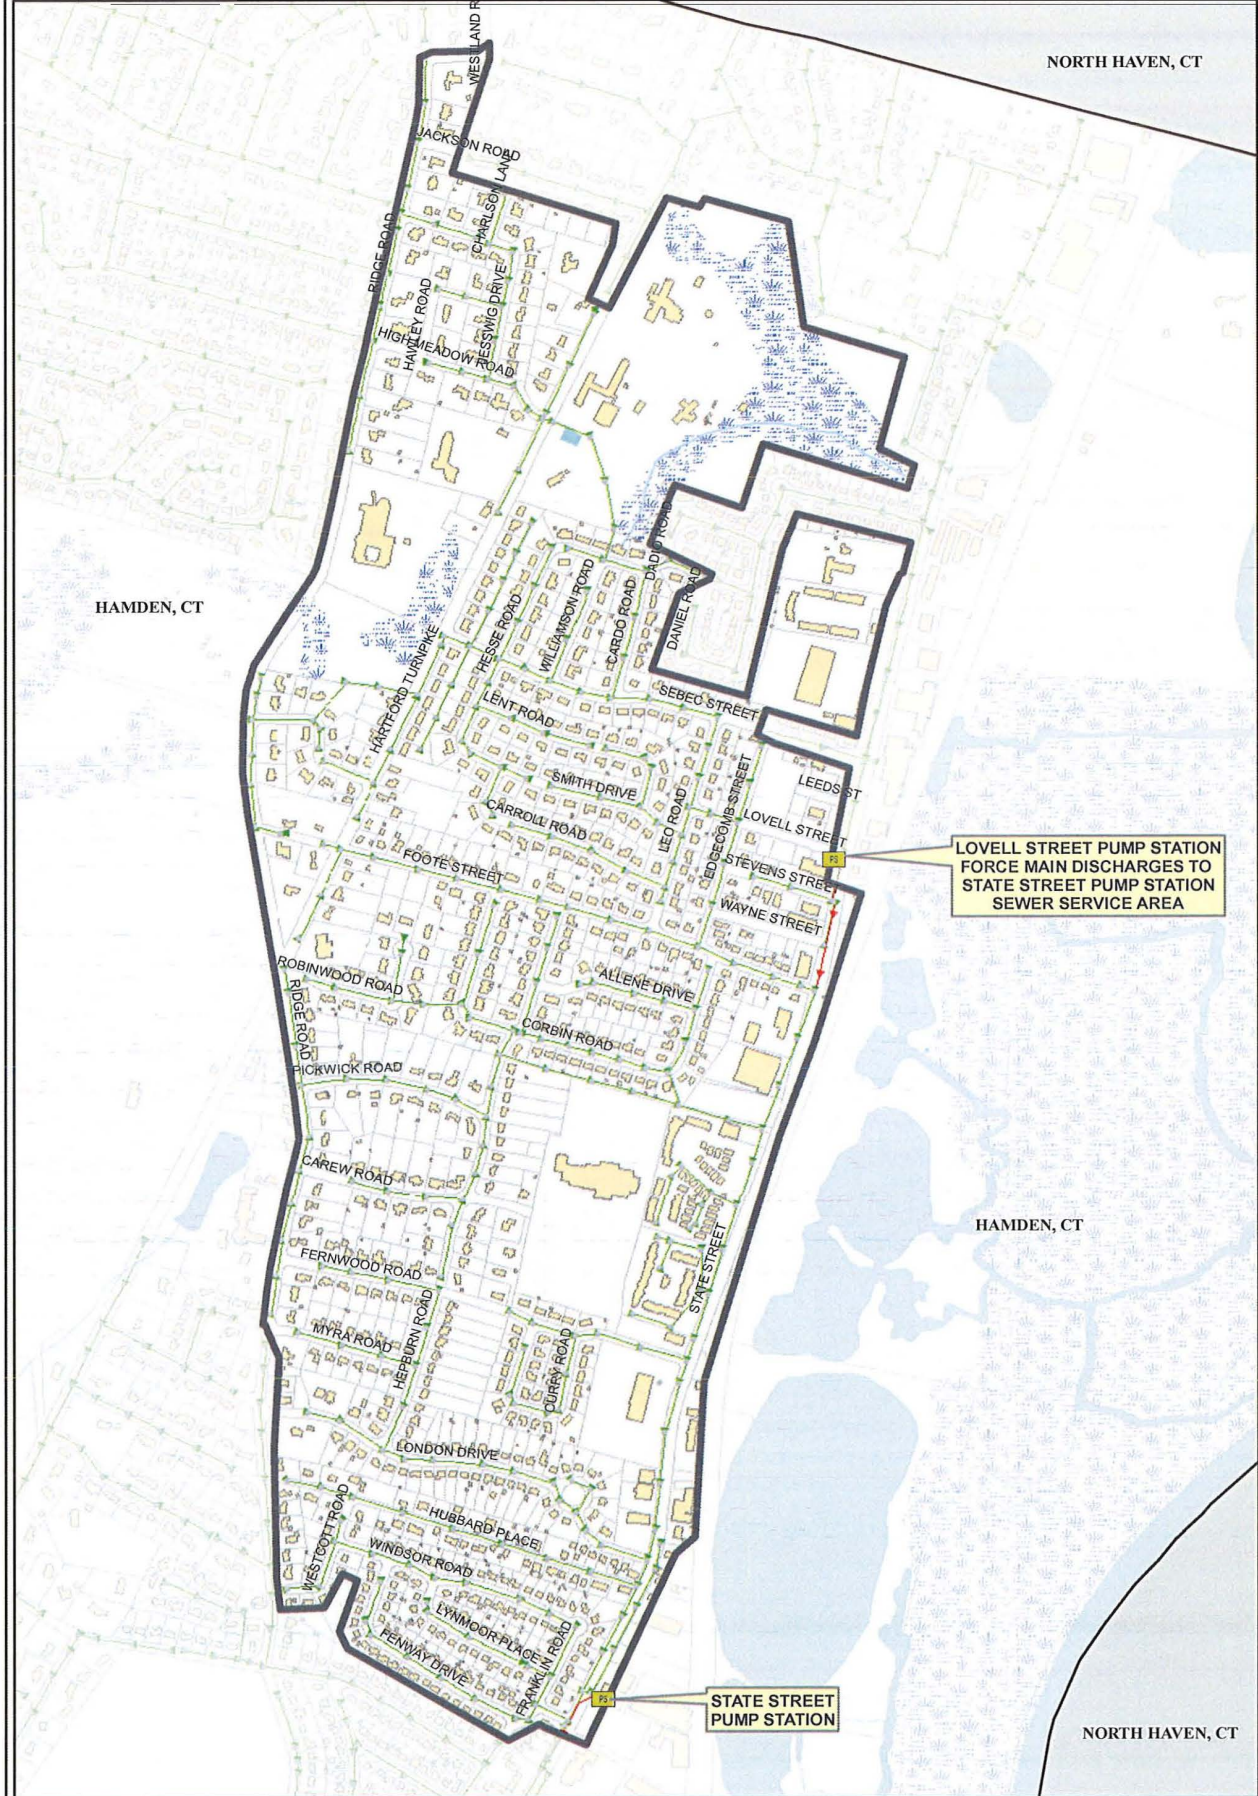 WESTLAND R
NORTH HAVEN, CT
JACKSON ROAD
CHARLSON LANE
RIDGE ROAD
HAWLEY ROAD
HESSWIG DRIVE
HIGH MEADOW ROAD
DADIO ROAD
HAMDEN, CT
HESSE ROAD
WILLIAMSON ROAD
CARDO ROAD
DANIEL ROAD
HARTFORD TURNPIKE
SEBEC STREET
LENT ROAD
SMITH DRIVE
LEEDS ST
CARROLL ROAD
LEO ROAD
EDGECOMB STREET
LOVELL STREET
FOOTE STREET
STEVENS STREET
PS
LOVELL STREET PUMP STATION
FORCE MAIN DISCHARGES TO
STATE STREET PUMP STATION
SEWER SERVICE AREA
WAYNE STREET
ROBINWOOD ROAD
ALLENE DRIVE
RIDGE ROAD
CORBIN ROAD
PICKWICK ROAD
CAREW ROAD
HAMDEN, CT
FERNWOOD ROAD
STATE STREET
MYRA ROAD
HEPBURN ROAD
CURRY ROAD
LONDON DRIVE
HUBBARD PLACE
WESTCOTT ROAD
WINDSOR ROAD
LYNMOOR PLACE
FENWAY DRIVE
FRANKLIN ROAD
PS
STATE STREET
PUMP STATION
NORTH HAVEN, CT